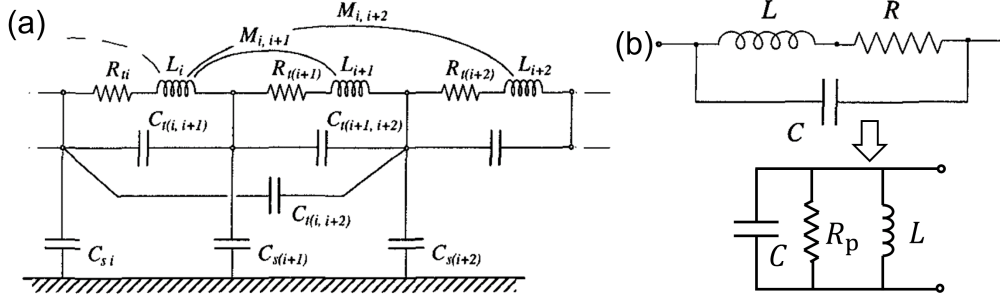 (a)
M_{i, i+2}
M_{i, i+1}
R_{ti} L_i R_{t(i+1)} L_{i+1} R_{t(i+2)} L_{i+2}
C_{t(i, i+1)} C_{t(i+1, i+2)}
C_{t(i, i+2)}
C_{s i} C_{s(i+1)} C_{s(i+2)}
(b)
L R
C
C R_p L